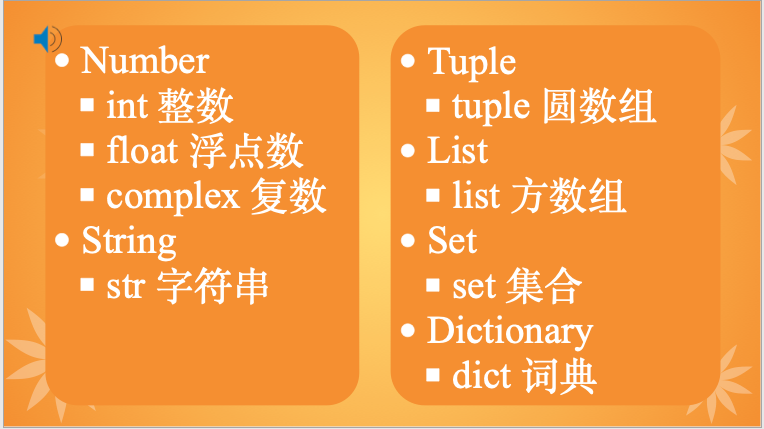 • Number
▪ int 整数
▪ float 浮点数
▪ complex 复数
• String
▪ str 字符串
• Tuple
▪ tuple 圆数组
• List
▪ list 方数组
• Set
▪ set 集合
• Dictionary
▪ dict 词典